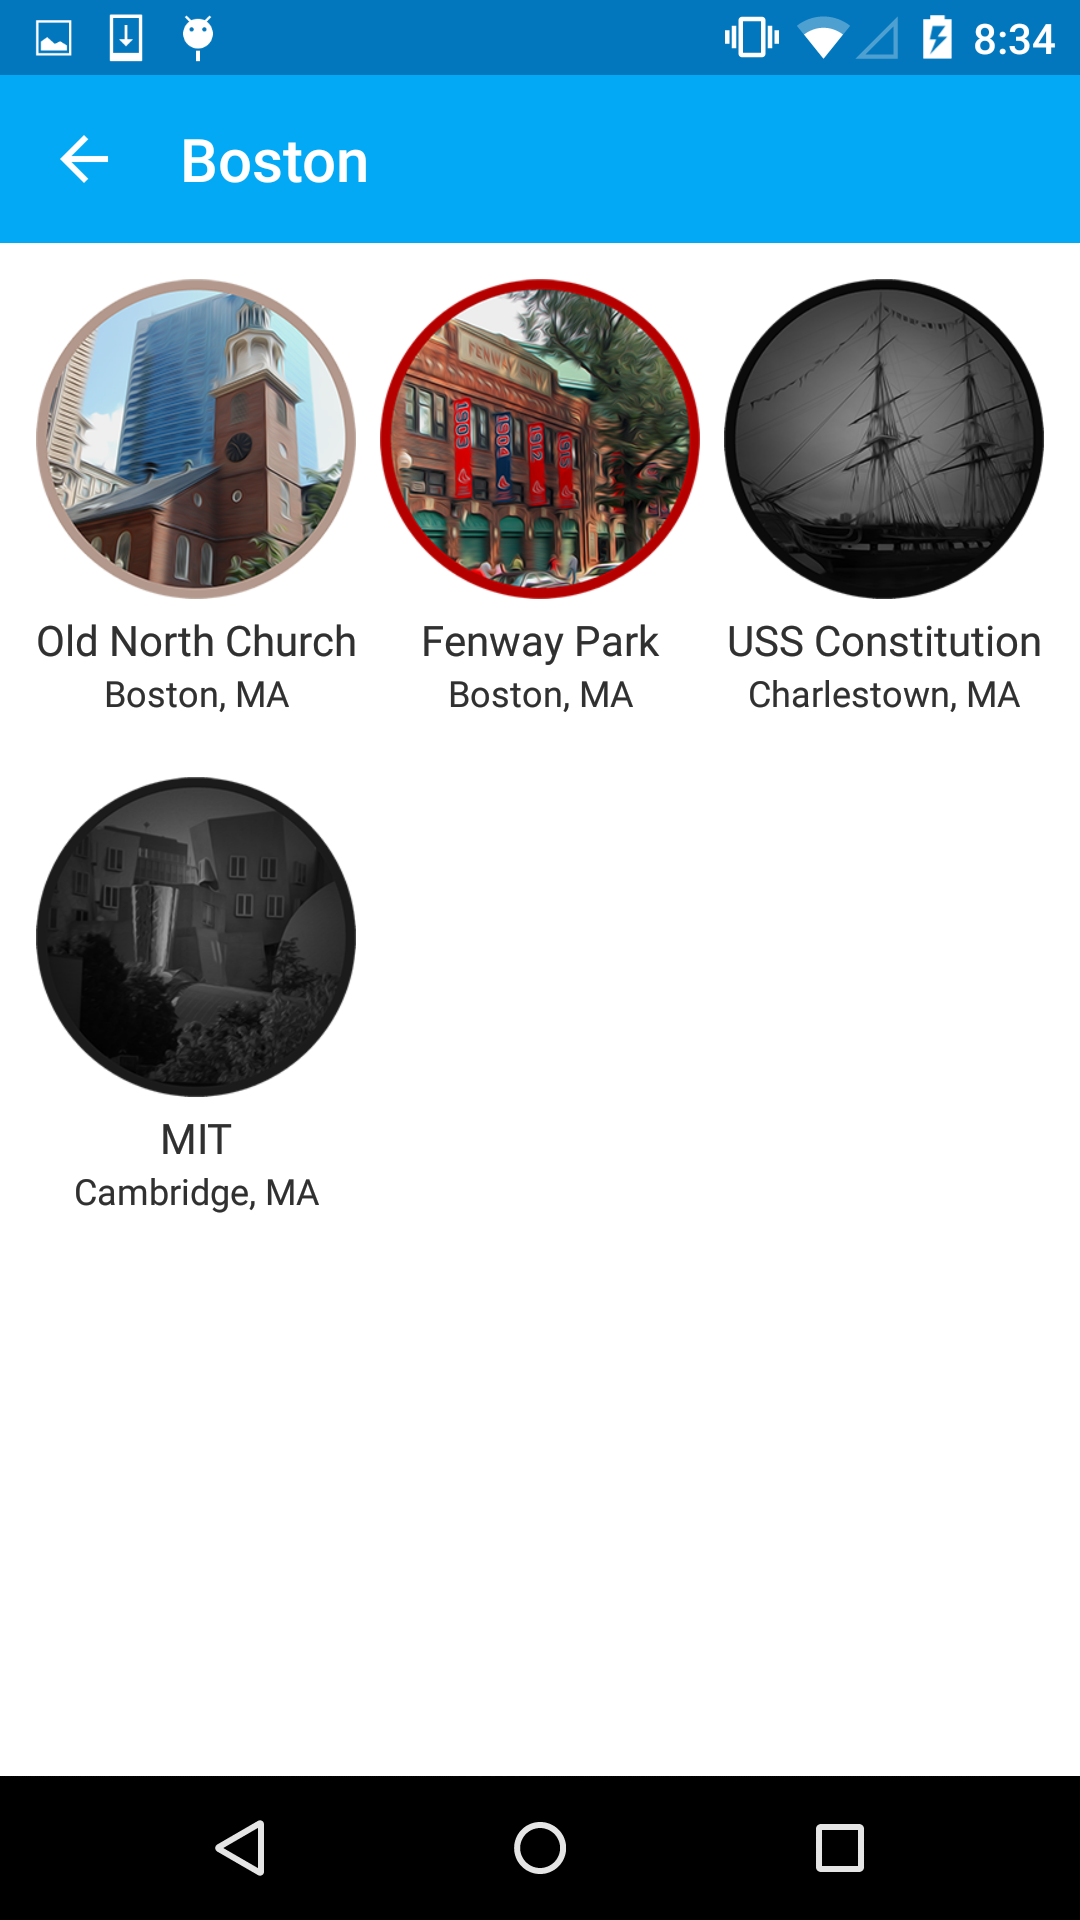 8:34
Boston
FENWAY PARK
1903
1904
1912
1915
Old North Church
Fenway Park
USS Constitution
Boston, MA
Boston, MA
Charlestown, MA
MIT
Cambridge, MA